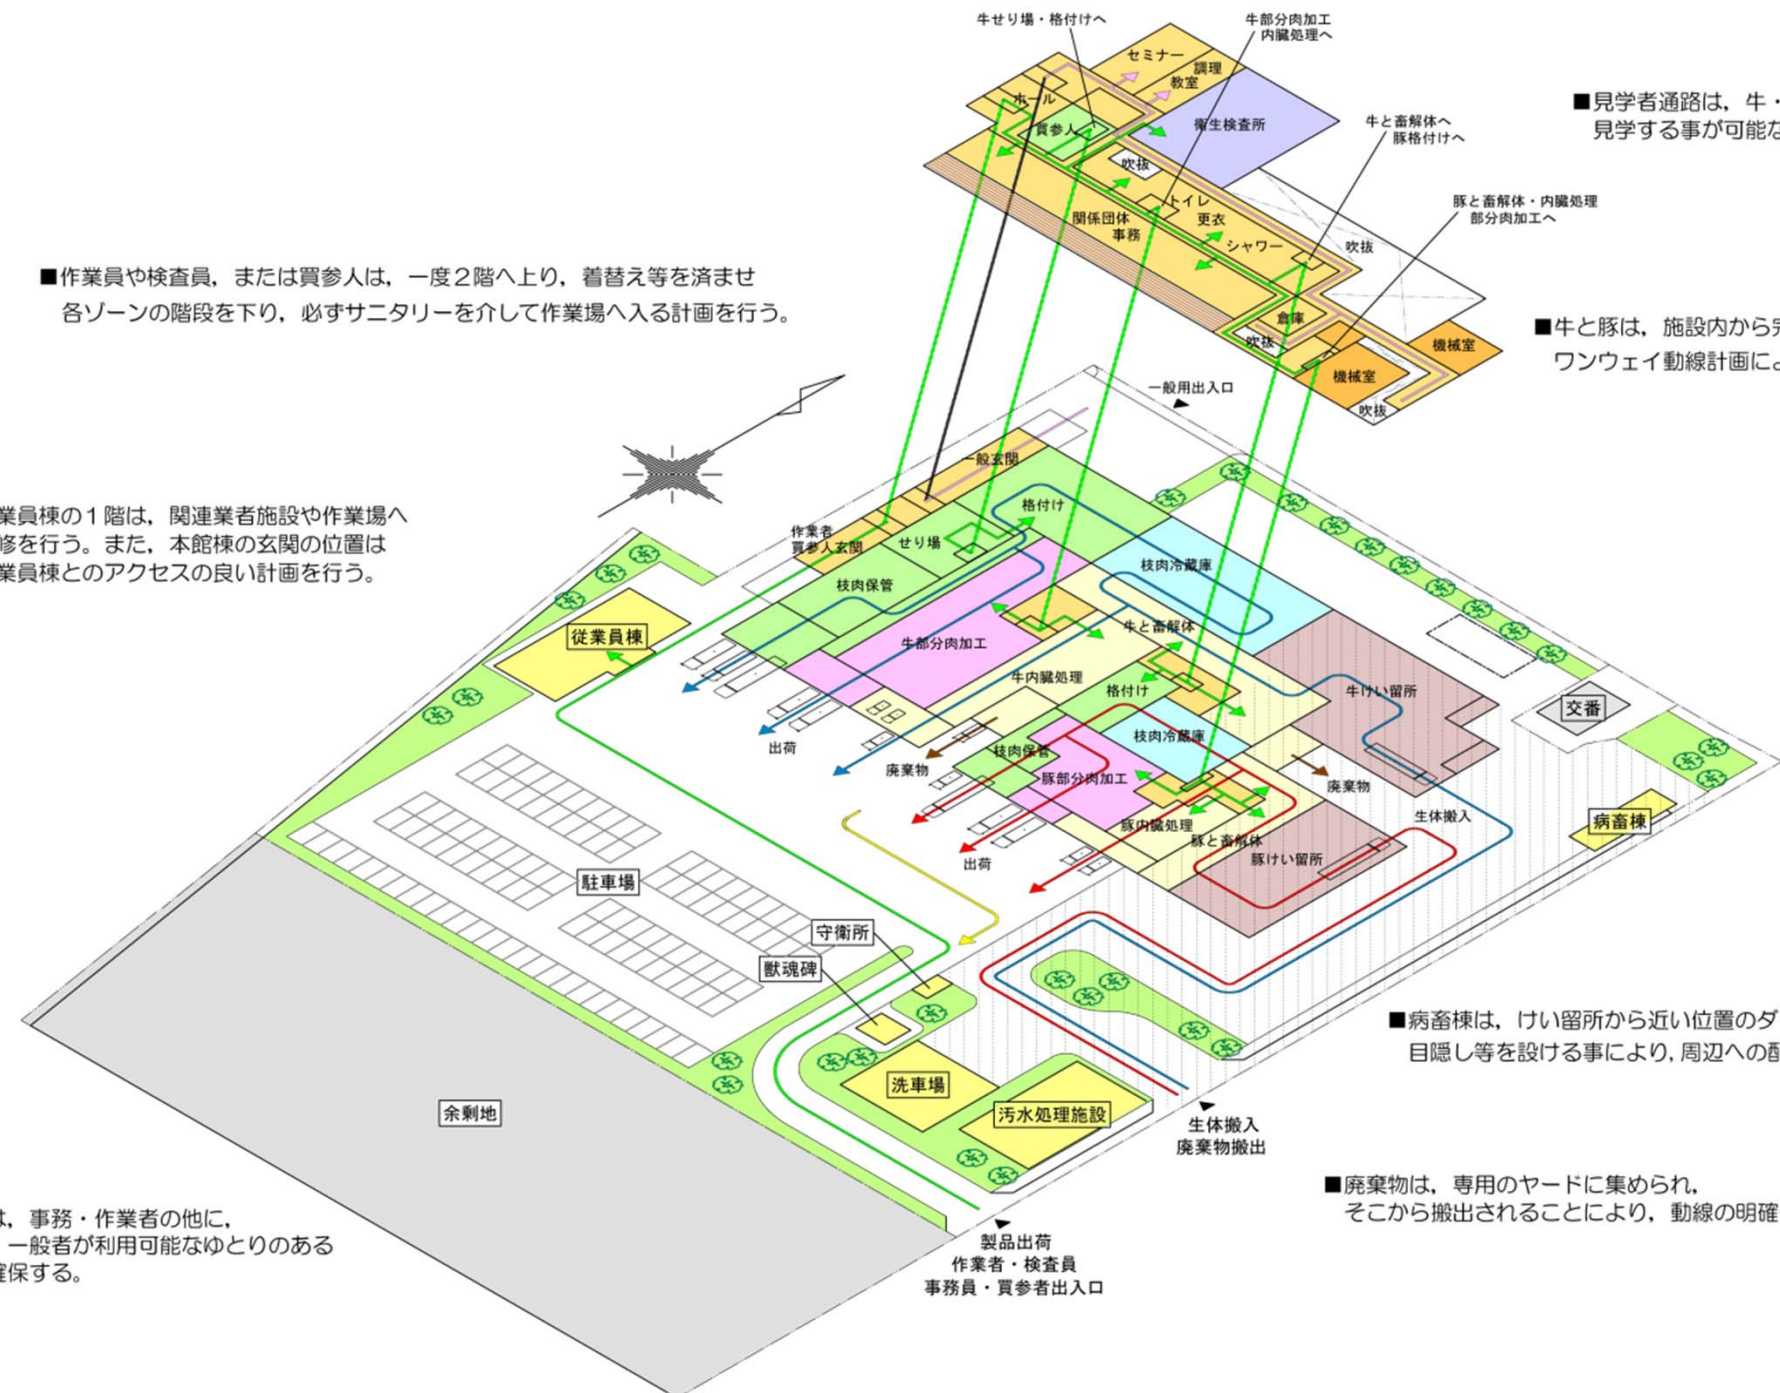 牛せり場・格付けへ
牛部分肉加工
内臓処理へ
セミナー
調理
教室
ホール
買参人
衛生検査所
牛と畜解体へ
豚格付けへ
■見学者通路は，牛・
見学する事が可能な
吹抜
トイレ
更衣
関係団体
事務
シャワー
吹抜
豚と畜解体・内臓処理
部分肉加工へ
■作業員や検査員，または買参人は，一度２階へ上り，着替え等を済ませ
各ゾーンの階段を下り，必ずサニタリーを介して作業場へ入る計画を行う。
倉庫
吹抜
機械室
機械室
吹抜
■牛と豚は，施設内から
ワンウェイ動線計画によ
一般用出入口
一般玄関
業員棟の１階は，関連業者施設や作業場へ
修を行う。また，本館棟の玄関の位置は
業員棟とのアクセスの良い計画を行う。
作業者
買参人玄関
せり場
格付け
枝肉保管
枝肉冷蔵庫
従業員棟
牛部分肉加工
牛と畜解体
牛内臓処理
格付け
牛けい留所
交番
出荷
廃棄物
枝肉保管
枝肉冷蔵庫
豚部分肉加工
廃棄物
豚内臓処理
豚と畜解体
生体搬入
病畜棟
出荷
豚けい留所
駐車場
守衛所
獣魂碑
■病畜棟は，けい留所から近い位置のダ
目隠し等を設ける事により，周辺への配
洗車場
汚水処理施設
余剰地
生体搬入
廃棄物搬出
■廃棄物は，専用のヤードに集められ，
そこから搬出されることにより，動線の明確
は，事務・作業者の他に，
一般者が利用可能なゆとりのある
確保する。
製品出荷
作業者・検査員
事務員・買参者出入口